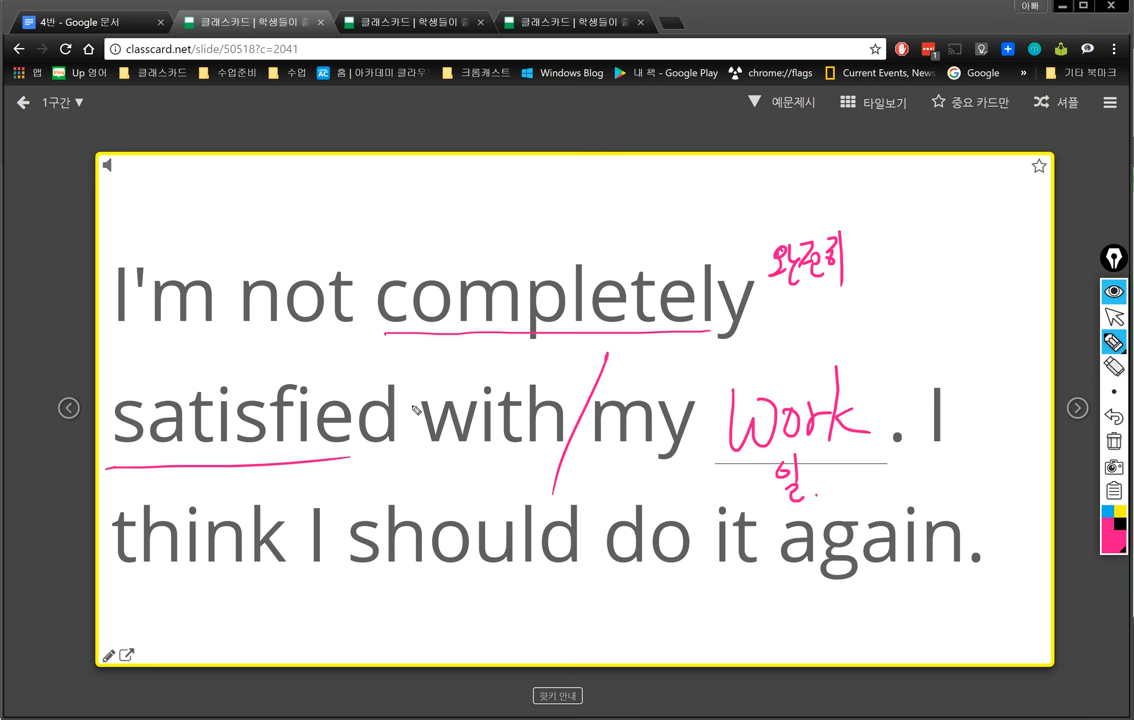 아빠
4반 - Google 문서
클래스카드 | 학생들이 즐
클래스카드 | 학생들이 즐
클래스카드 | 학생들이 즐
classcard.net/slide/50518?c=2041
1
앱 Up 영어 클래스카드 수업준비 수업 홈 | 아카데미 클라우 크롬캐스트 Windows Blog 내 책 - Google Play chrome://flags Current Events, News Google » 기타 북마크
1구간 ▼ 예문제시 타일보기 중요 카드만 셔플
완전히
I'm not completely
satisfied with / my work . I
일.
think I should do it again.
핫키 안내